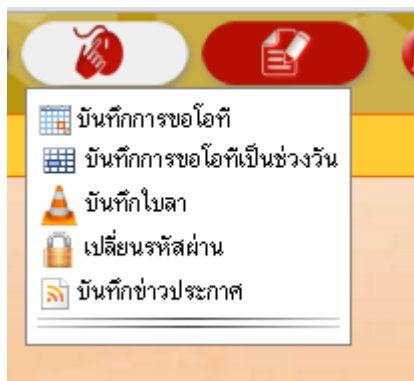 บันทึกการขอโอที
บันทึกการขอโอทีเป็นช่วงวัน
บันทึกใบลา
เปลี่ยนรหัสผ่าน
บันทึกข่าวประกาศ